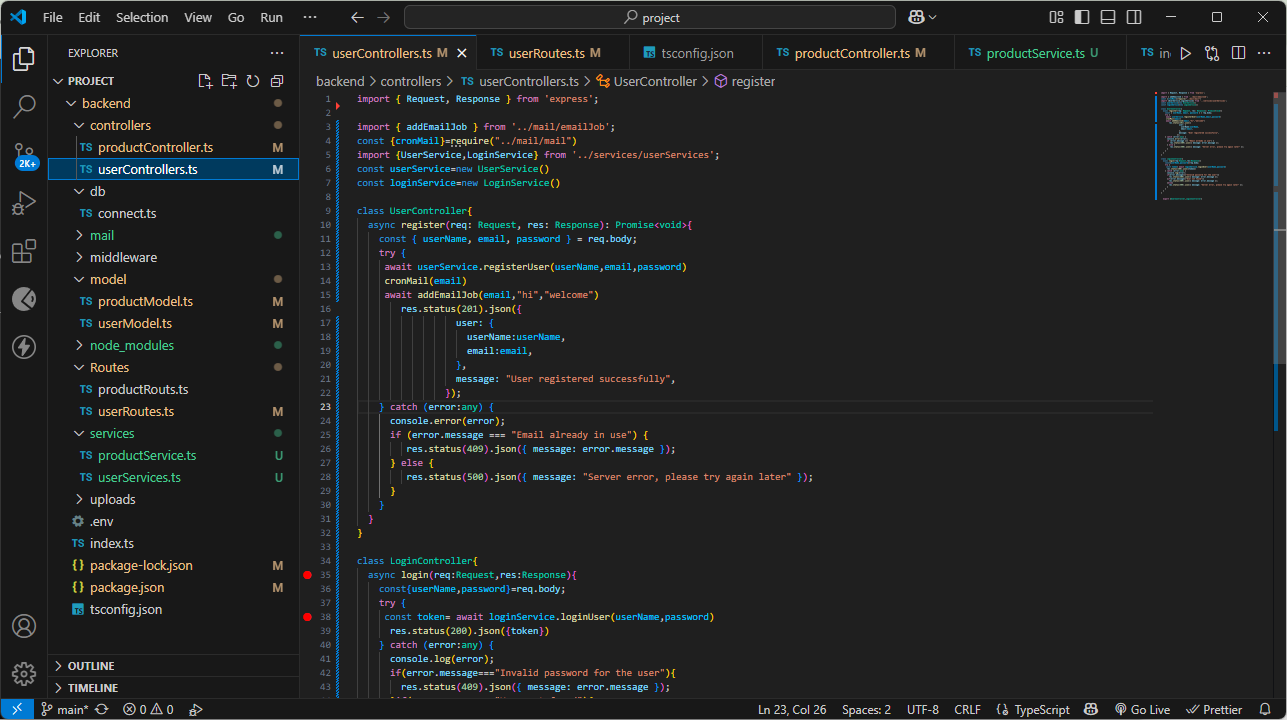 File Edit Selection View Go Run ··· project
EXPLORER
PROJECT
backend
controllers
TS productController.ts M
TS userControllers.ts M
db
TS connect.ts
mail
middleware
model
TS productModel.ts M
TS userModel.ts M
node_modules
Routes
TS productRouts.ts
TS userRoutes.ts M
services
TS productService.ts U
TS userServices.ts U
uploads
.env
TS index.ts
{} package-lock.json M
{} package.json M
TS tsconfig.json
OUTLINE
TIMELINE
2K+
TS userControllers.ts M TS userRoutes.ts M TS tsconfig.json TS productController.ts M TS productService.ts U TS in
backend > controllers > TS userControllers.ts > UserController > register
1 import { Request, Response } from 'express';
2
3 import { addEmailJob } from '../mail/emailJob';
4 const {cronMail}=require("../mail/mail")
5 import {UserService,LoginService} from '../services/userServices';
6 const userService=new UserService()
7 const loginService=new LoginService()
8
9 class UserController{
10 async register(req: Request, res: Response): Promise<void>{
11 const { userName, email, password } = req.body;
12 try {
13 await userService.registerUser(userName,email,password)
14 cronMail(email)
15 await addEmailJob(email,"hi","welcome")
16 res.status(201).json({
17 user: {
18 userName:userName,
19 email:email,
20 },
21 message: "User registered successfully",
22 });
23 } catch (error:any) {
24 console.error(error);
25 if (error.message === "Email already in use") {
26 res.status(409).json({ message: error.message });
27 } else {
28 res.status(500).json({ message: "Server error, please try again later" });
29 }
30 }
31 }
32 }
33
34 class LoginController{
35 async login(req:Request,res:Response){
36 const{userName,password}=req.body;
37 try {
38 const token= await loginService.loginUser(userName,password)
39 res.status(200).json({token})
40 } catch (error:any) {
41 console.log(error);
42 if(error.message==="Invalid password for the user"){
43 res.status(409).json({ message: error.message });
main* 0 0 Ln 23, Col 26 Spaces: 2 UTF-8 CRLF {} TypeScript Go Live Prettier